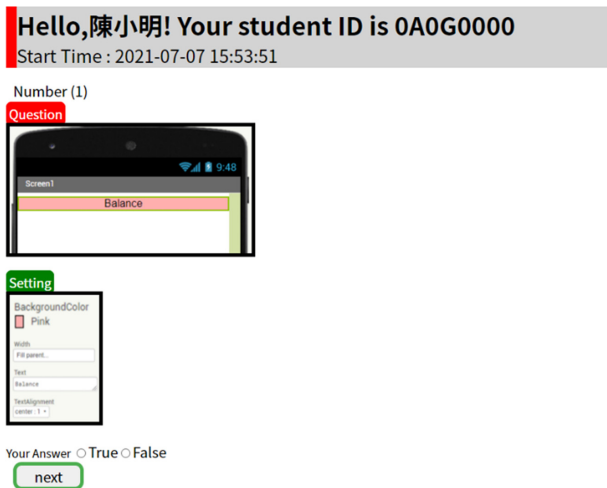 Hello,陳小明! Your student ID is 0A0G0000
Start Time : 2021-07-07 15:53:51
Number (1)
Question
9:48
Screen1
Balance
Setting
BackgroundColor
Pink
Width
Fill parent...
Text
Balance
TextAlignment
center : 1
Your Answer True False
next